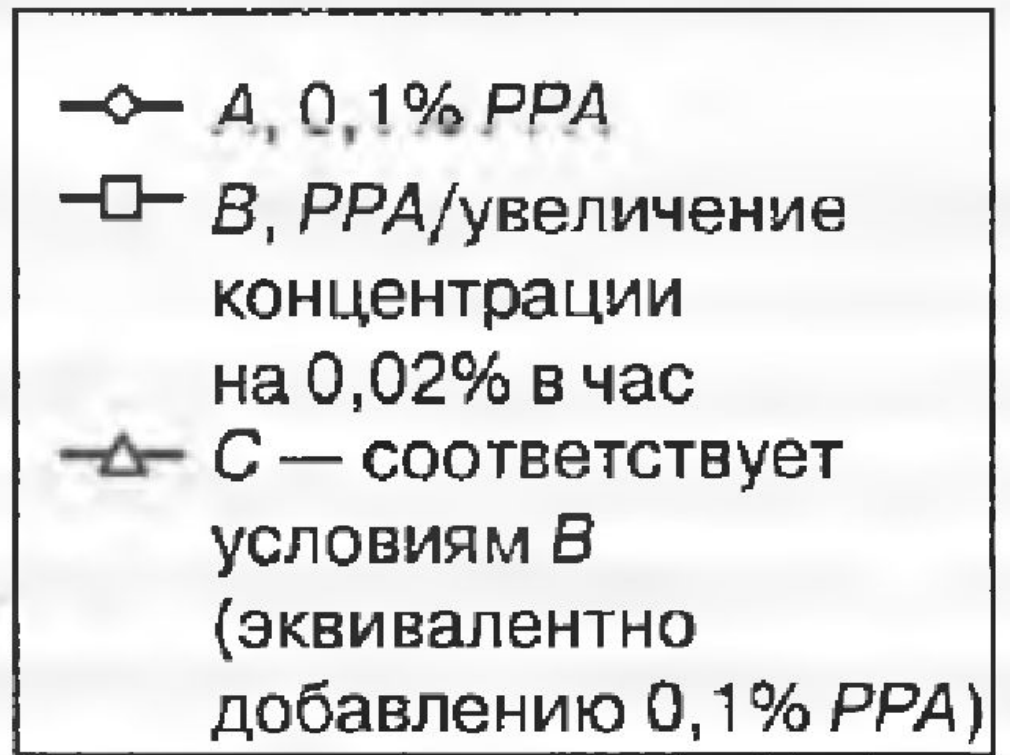 A, 0,1% PPA
B, PPA/увеличение
концентрации
на 0,02% в час
C — соответствует
условиям B
(эквивалентно
добавлению 0,1% PPA)